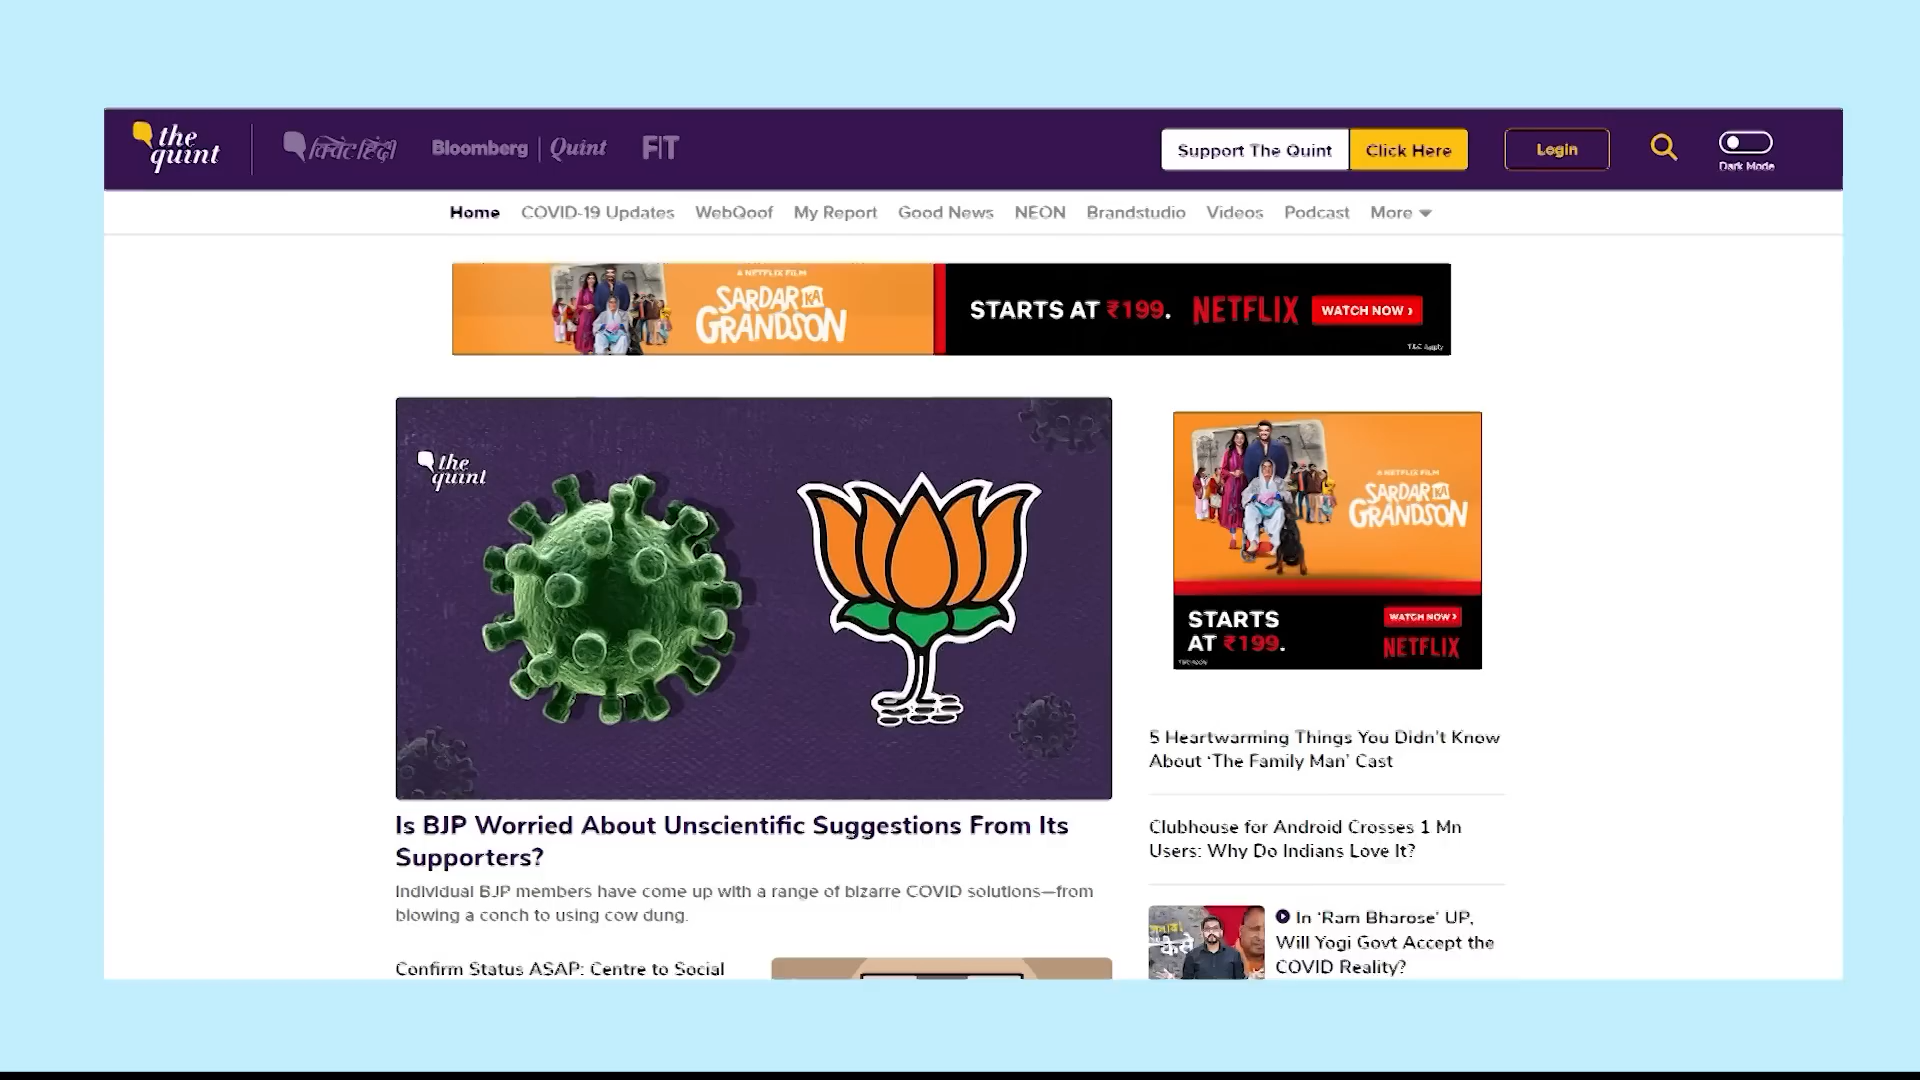 the
quint
क्विंट हिंदी
Bloomberg | Quint
FIT
Support The Quint
Click Here
Login
Dark Mode
Home
COVID-19 Updates
WebQoof
My Report
Good News
NEON
Brandstudio
Videos
Podcast
More
A NETFLIX FILM
SARDAR KA
GRANDSON
STARTS AT ₹199.
NETFLIX
WATCH NOW ›
T&C Apply
the
quint
A NETFLIX FILM
SARDAR KA
GRANDSON
STARTS
AT ₹199.
WATCH NOW ›
NETFLIX
Is BJP Worried About Unscientific Suggestions From Its
Supporters?
Individual BJP members have come up with a range of bizarre COVID solutions—from
blowing a conch to using cow dung.
Confirm Status ASAP: Centre to Social
5 Heartwarming Things You Didn't Know
About ‘The Family Man’ Cast
Clubhouse for Android Crosses 1 Mn
Users: Why Do Indians Love It?
कैसे
In ‘Ram Bharose’ UP,
Will Yogi Govt Accept the
COVID Reality?